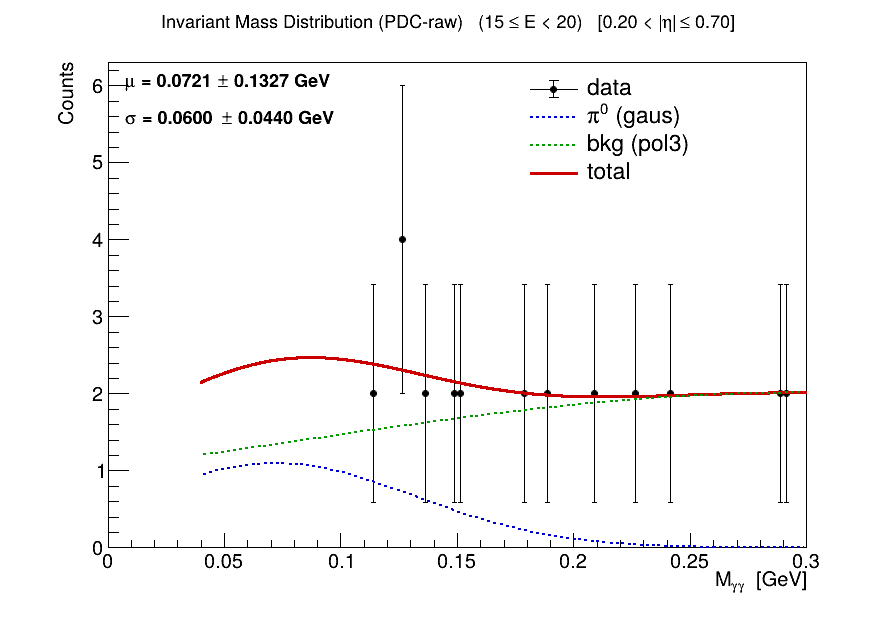 Invariant Mass Distribution (PDC-raw) (15 ≤ E < 20) [0.20 < |η| ≤ 0.70]
Counts
μ = 0.0721 ± 0.1327 GeV
σ = 0.0600 ± 0.0440 GeV
data
π⁰ (gaus)
bkg (pol3)
total
6
5
4
3
2
1
0
0 0.05 0.1 0.15 0.2 0.25 0.3
Mγγ [GeV]